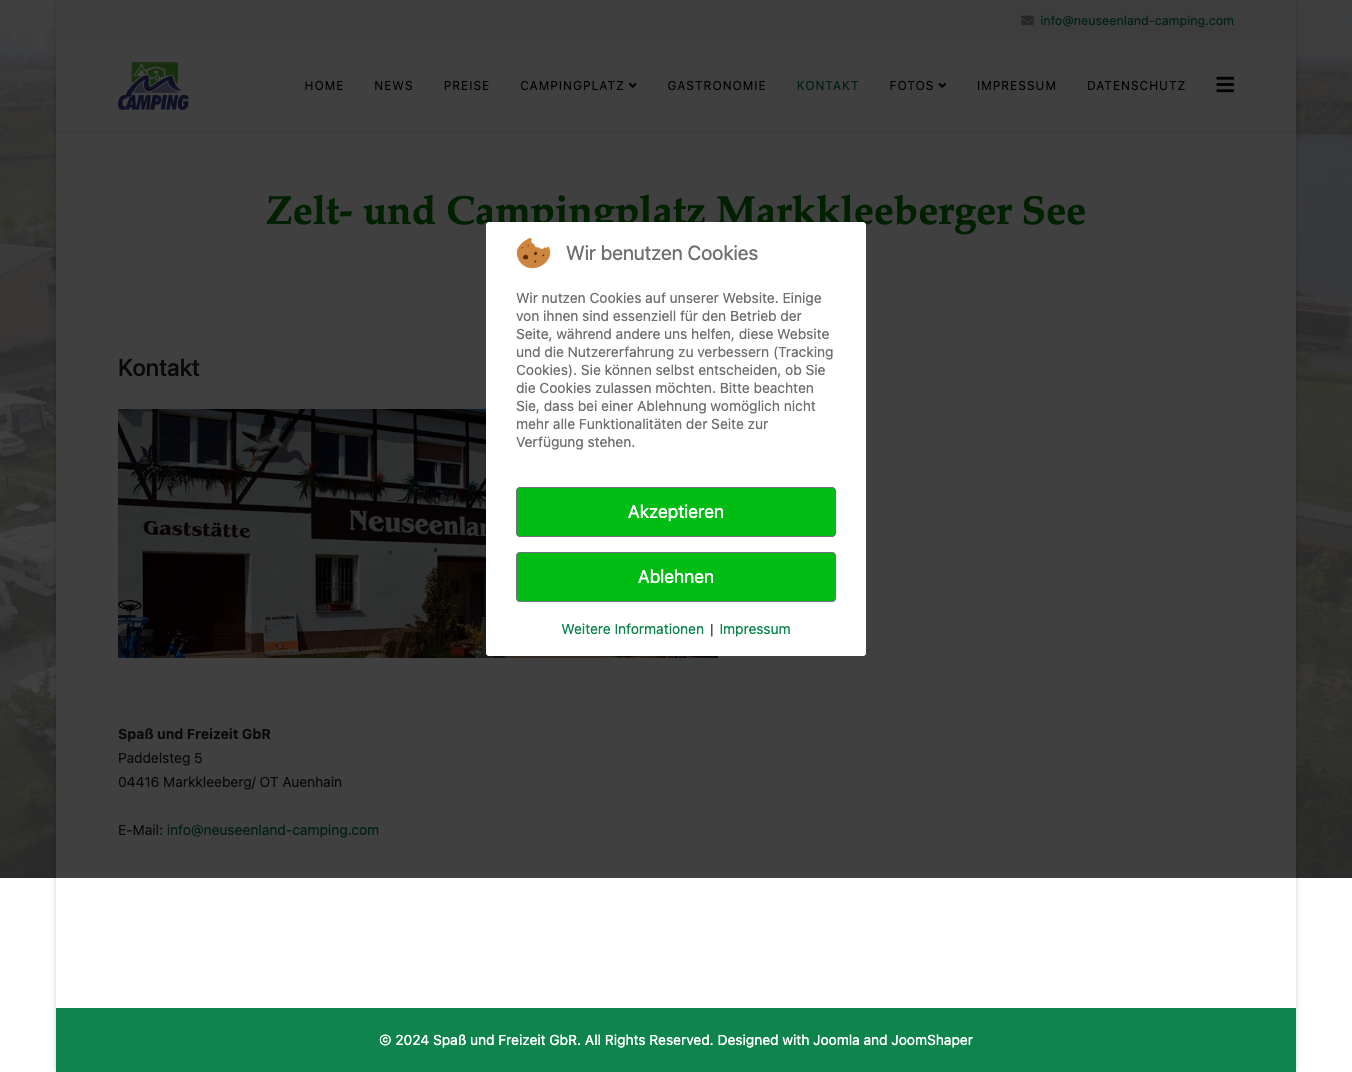 info@neuseenland-camping.com
CAMPING
HOME NEWS PREISE CAMPINGPLATZ GASTRONOMIE KONTAKT FOTOS IMPRESSUM DATENSCHUTZ
Zelt- und Campingplatz Markkleeberger See
Wir benutzen Cookies
Wir nutzen Cookies auf unserer Website. Einige
von ihnen sind essenziell für den Betrieb der
Seite, während andere uns helfen, diese Website
und die Nutzererfahrung zu verbessern (Tracking
Cookies). Sie können selbst entscheiden, ob Sie
die Cookies zulassen möchten. Bitte beachten
Sie, dass bei einer Ablehnung womöglich nicht
mehr alle Funktionalitäten der Seite zur
Verfügung stehen.
Akzeptieren
Ablehnen
Weitere Informationen | Impressum
Kontakt
Gaststätte
Neuseenlan
Spaß und Freizeit GbR
Paddelsteg 5
04416 Markkleeberg/ OT Auenhain
E-Mail: info@neuseenland-camping.com
© 2024 Spaß und Freizeit GbR. All Rights Reserved. Designed with Joomla and JoomShaper